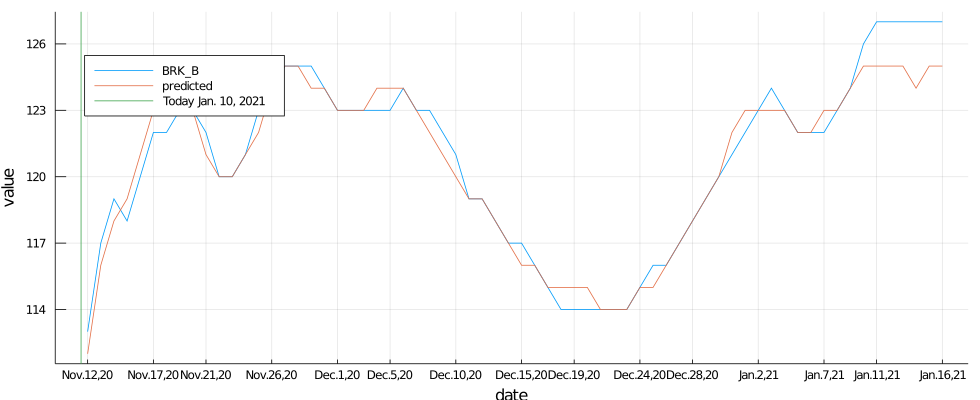 126
123
120
117
114
value
BRK_B
predicted
Today Jan. 10, 2021
Nov.12,20 Nov.17,20 Nov.21,20 Nov.26,20 Dec.1,20 Dec.5,20 Dec.10,20 Dec.15,20 Dec.19,20 Dec.24,20 Dec.28,20 Jan.2,21 Jan.7,21 Jan.11,21 Jan.16,21
date